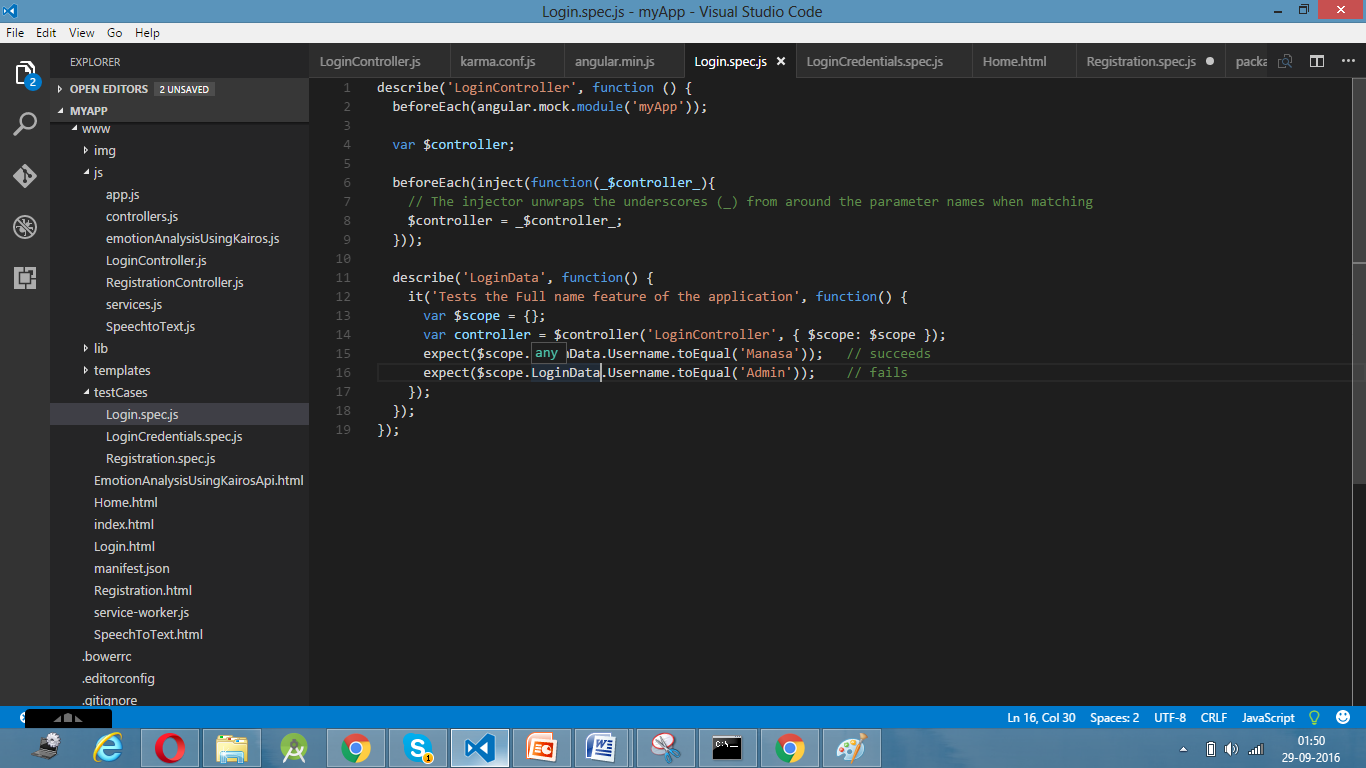 Login.spec.js - myApp - Visual Studio Code
File Edit View Go Help
EXPLORER
OPEN EDITORS 2 UNSAVED
MYAPP
www
img
js
app.js
controllers.js
emotionAnalysisUsingKairos.js
LoginController.js
RegistrationController.js
services.js
SpeechtoText.js
lib
templates
testCases
Login.spec.js
LoginCredentials.spec.js
Registration.spec.js
EmotionAnalysisUsingKairosApi.html
Home.html
index.html
Login.html
manifest.json
Registration.html
service-worker.js
SpeechToText.html
.bowerrc
.editorconfig
.gitignore
2
LoginController.js karma.conf.js angular.min.js Login.spec.js LoginCredentials.spec.js Home.html Registration.spec.js packa
1 describe('LoginController', function () {
2 beforeEach(angular.mock.module('myApp'));
3
4 var $controller;
5
6 beforeEach(inject(function(_$controller_){
7 // The injector unwraps the underscores (_) from around the parameter names when matching
8 $controller = _$controller_;
9 }));
10
11 describe('LoginData', function() {
12 it('Tests the Full name feature of the application', function() {
13 var $scope = {};
14 var controller = $controller('LoginController', { $scope: $scope });
15 expect($scope. any nData.Username.toEqual('Manasa')); // succeeds
16 expect($scope.LoginData.Username.toEqual('Admin')); // fails
17 });
18 });
19 });
Ln 16, Col 30 Spaces: 2 UTF-8 CRLF JavaScript
1
01:50
29-09-2016